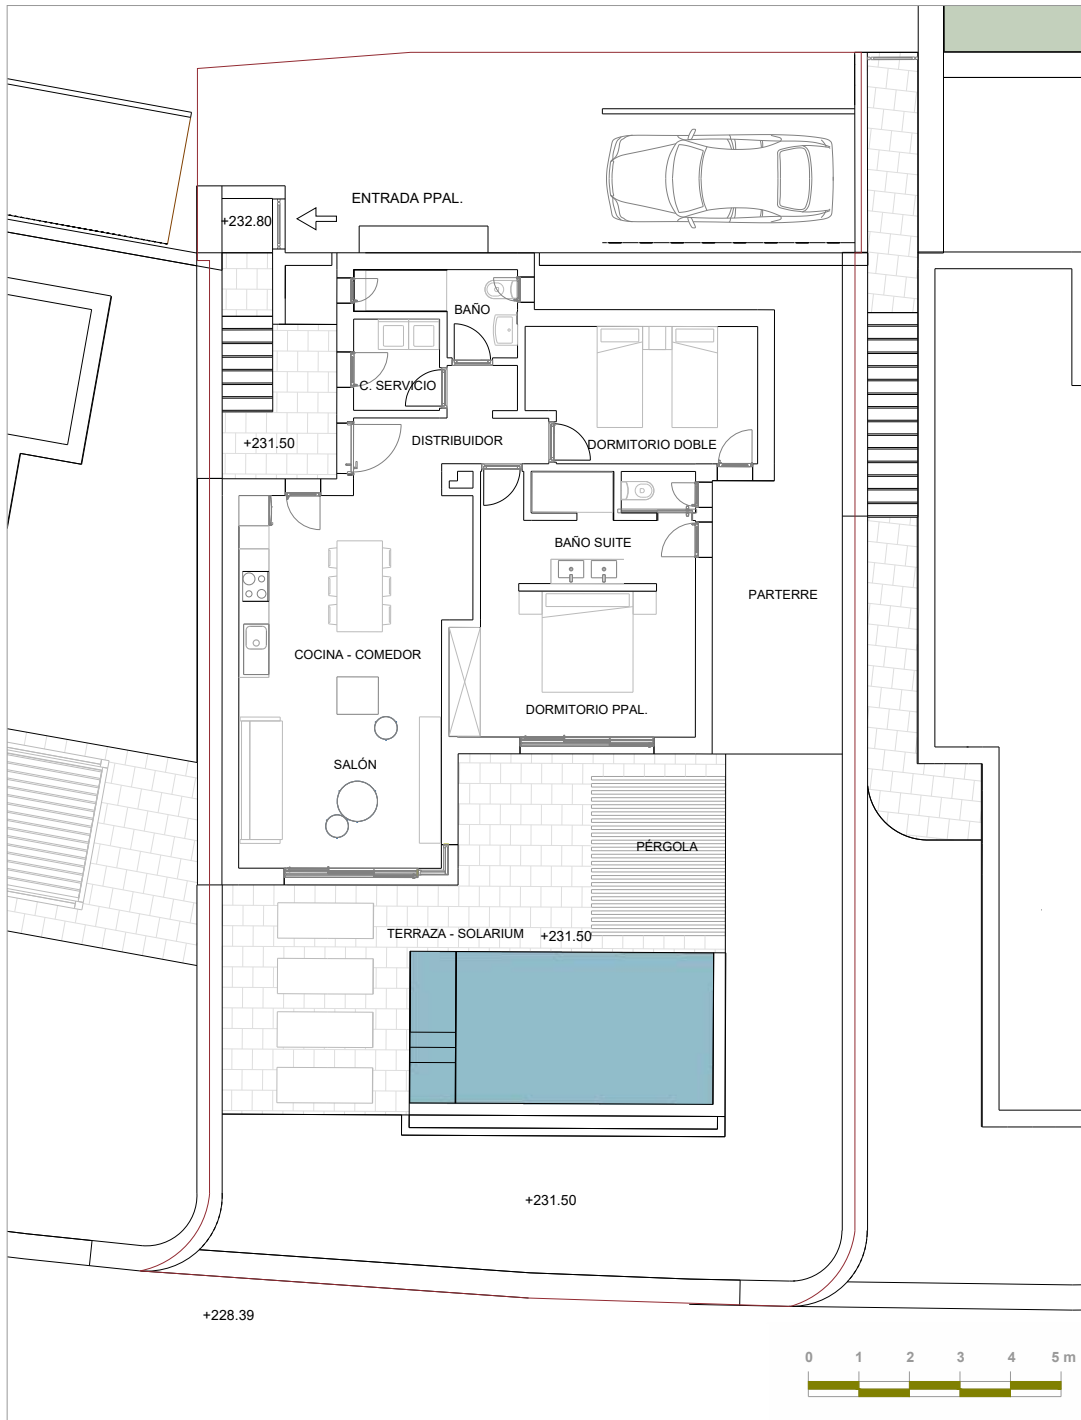 ENTRADA PPAL.
+232.80
BAÑO
C. SERVICIO
DISTRIBUIDOR
DORMITORIO DOBLE
+231.50
BAÑO SUITE
PARTERRE
COCINA - COMEDOR
DORMITORIO PPAL.
SALÓN
PÉRGOLA
TERRAZA - SOLARIUM
+231.50
+231.50
+228.39
0 1 2 3 4 5 m